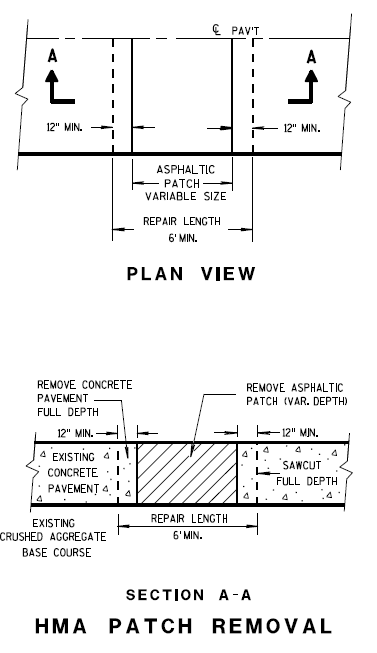 ℄ PAV'T
A A
12" MIN. 12" MIN.
ASPHALTIC
PATCH
VARIABLE SIZE
REPAIR LENGTH
6' MIN.
PLAN VIEW
REMOVE CONCRETE
PAVEMENT
FULL DEPTH
REMOVE ASPHALTIC
PATCH (VAR. DEPTH)
12" MIN. 12" MIN.
EXISTING
CONCRETE
PAVEMENT
SAWCUT
FULL DEPTH
EXISTING
CRUSHED AGGREGATE
BASE COURSE
REPAIR LENGTH
6' MIN.
SECTION A-A
HMA PATCH REMOVAL